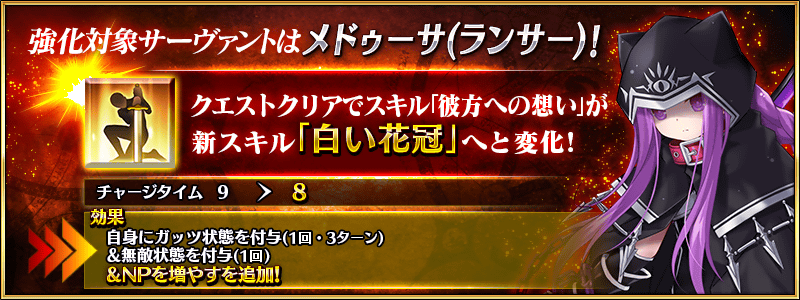 強化対象サーヴァントはメドゥーサ(ランサー)!
クエストクリアでスキル「彼方への想い」が
新スキル「白い花冠」へと変化!
チャージタイム 9 > 8
効果
自身にガッツ状態を付与(1回・3ターン)
&無敵状態を付与(1回)
&NPを増やすを追加!